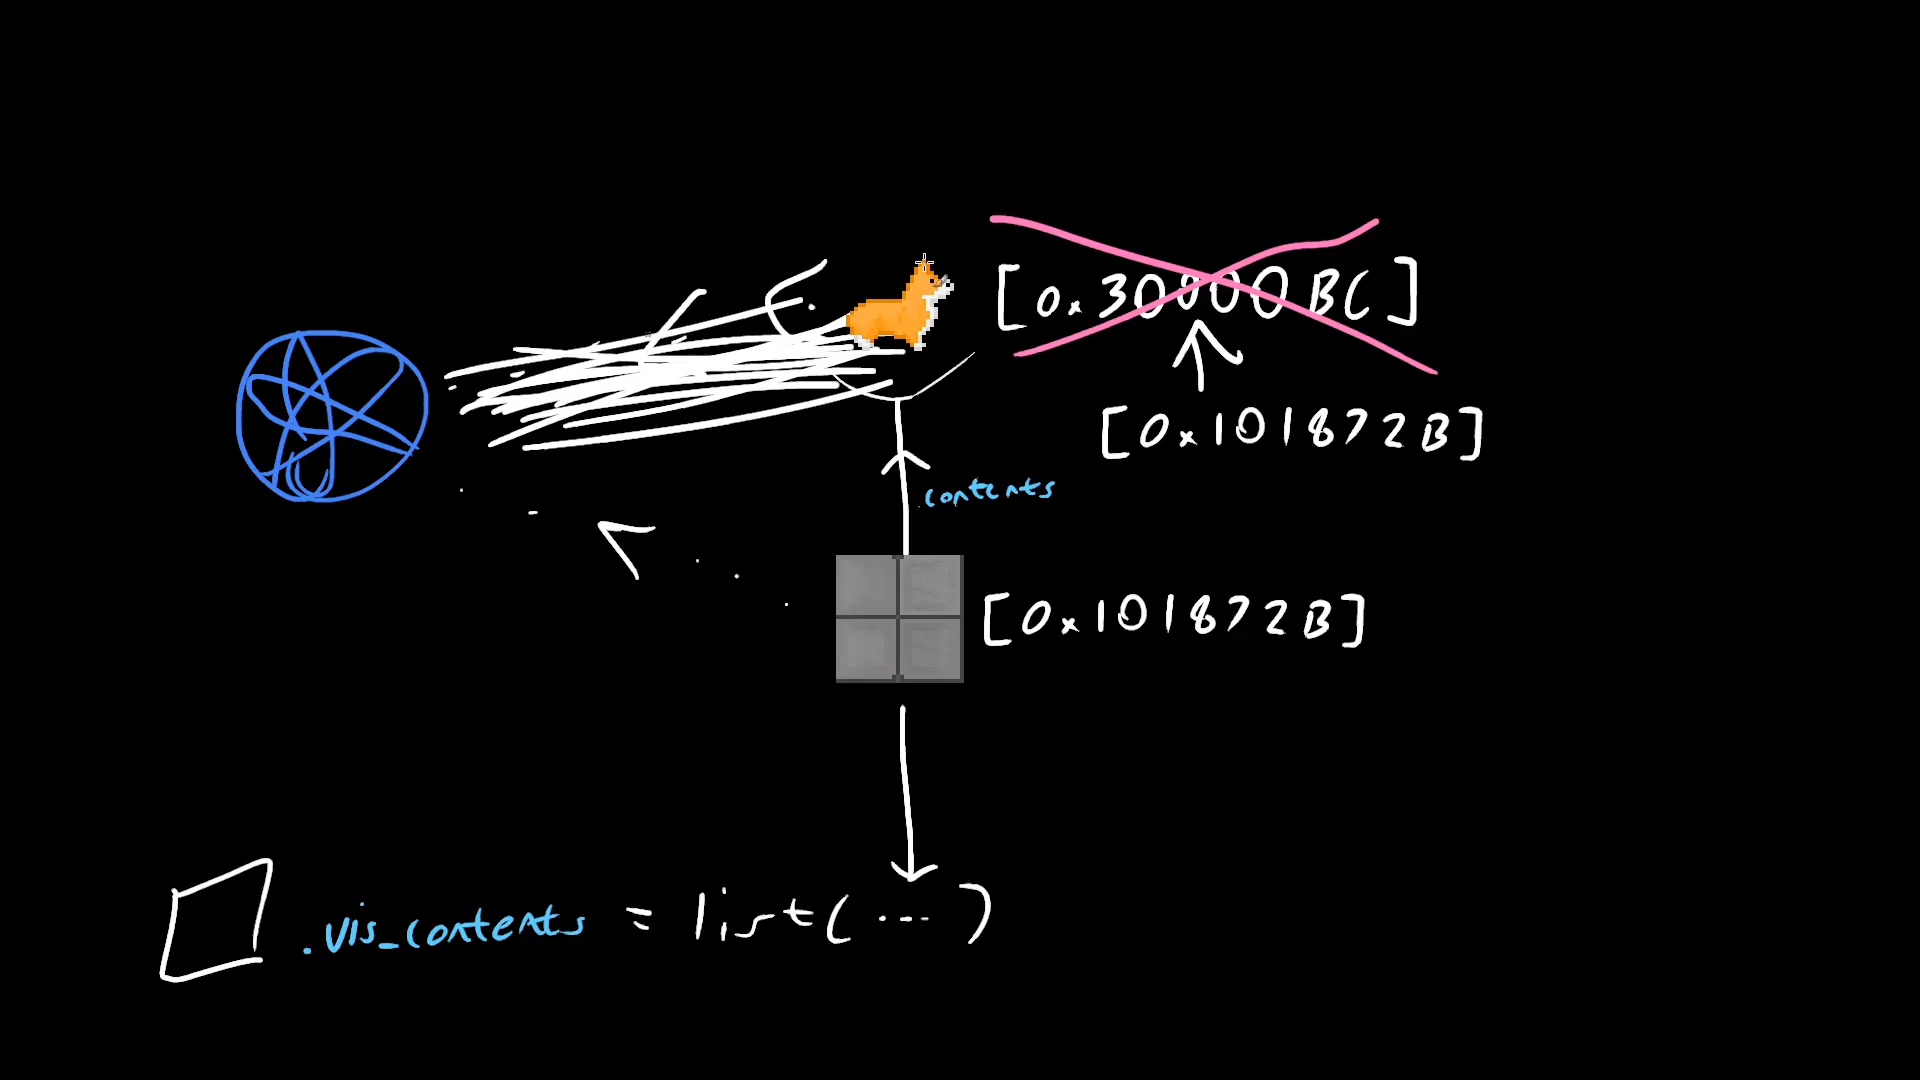 [0x30000BC]
[0x101872B]
.contents
[0x101872B]
.vis_contents = list(...)